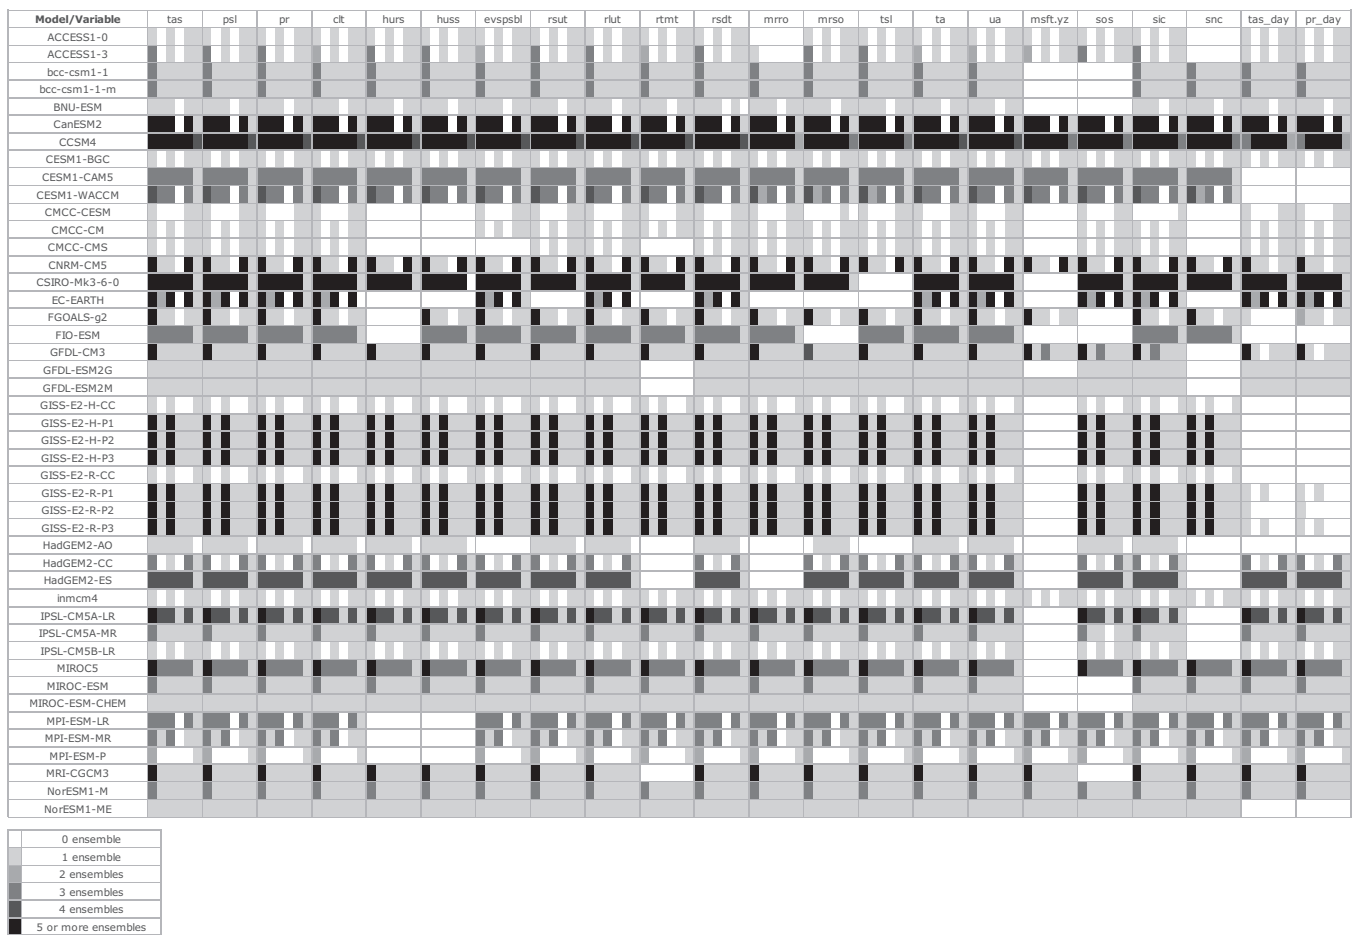 Model/Variable tas psl pr clt hurs huss evspsbl rsut rlut rtmt rsdt mrro mrso tsl ta ua msft.yz sos sic snc tas_day pr_day
ACCESS1-0
ACCESS1-3
bcc-csm1-1
bcc-csm1-1-m
BNU-ESM
CanESM2
CCSM4
CESM1-BGC
CESM1-CAM5
CESM1-WACCM
CMCC-CESM
CMCC-CM
CMCC-CMS
CNRM-CM5
CSIRO-Mk3-6-0
EC-EARTH
FGOALS-g2
FIO-ESM
GFDL-CM3
GFDL-ESM2G
GFDL-ESM2M
GISS-E2-H-CC
GISS-E2-H-P1
GISS-E2-H-P2
GISS-E2-H-P3
GISS-E2-R-CC
GISS-E2-R-P1
GISS-E2-R-P2
GISS-E2-R-P3
HadGEM2-AO
HadGEM2-CC
HadGEM2-ES
inmcm4
IPSL-CM5A-LR
IPSL-CM5A-MR
IPSL-CM5B-LR
MIROC5
MIROC-ESM
MIROC-ESM-CHEM
MPI-ESM-LR
MPI-ESM-MR
MPI-ESM-P
MRI-CGCM3
NorESM1-M
NorESM1-ME
0 ensemble
1 ensemble
2 ensembles
3 ensembles
4 ensembles
5 or more ensembles